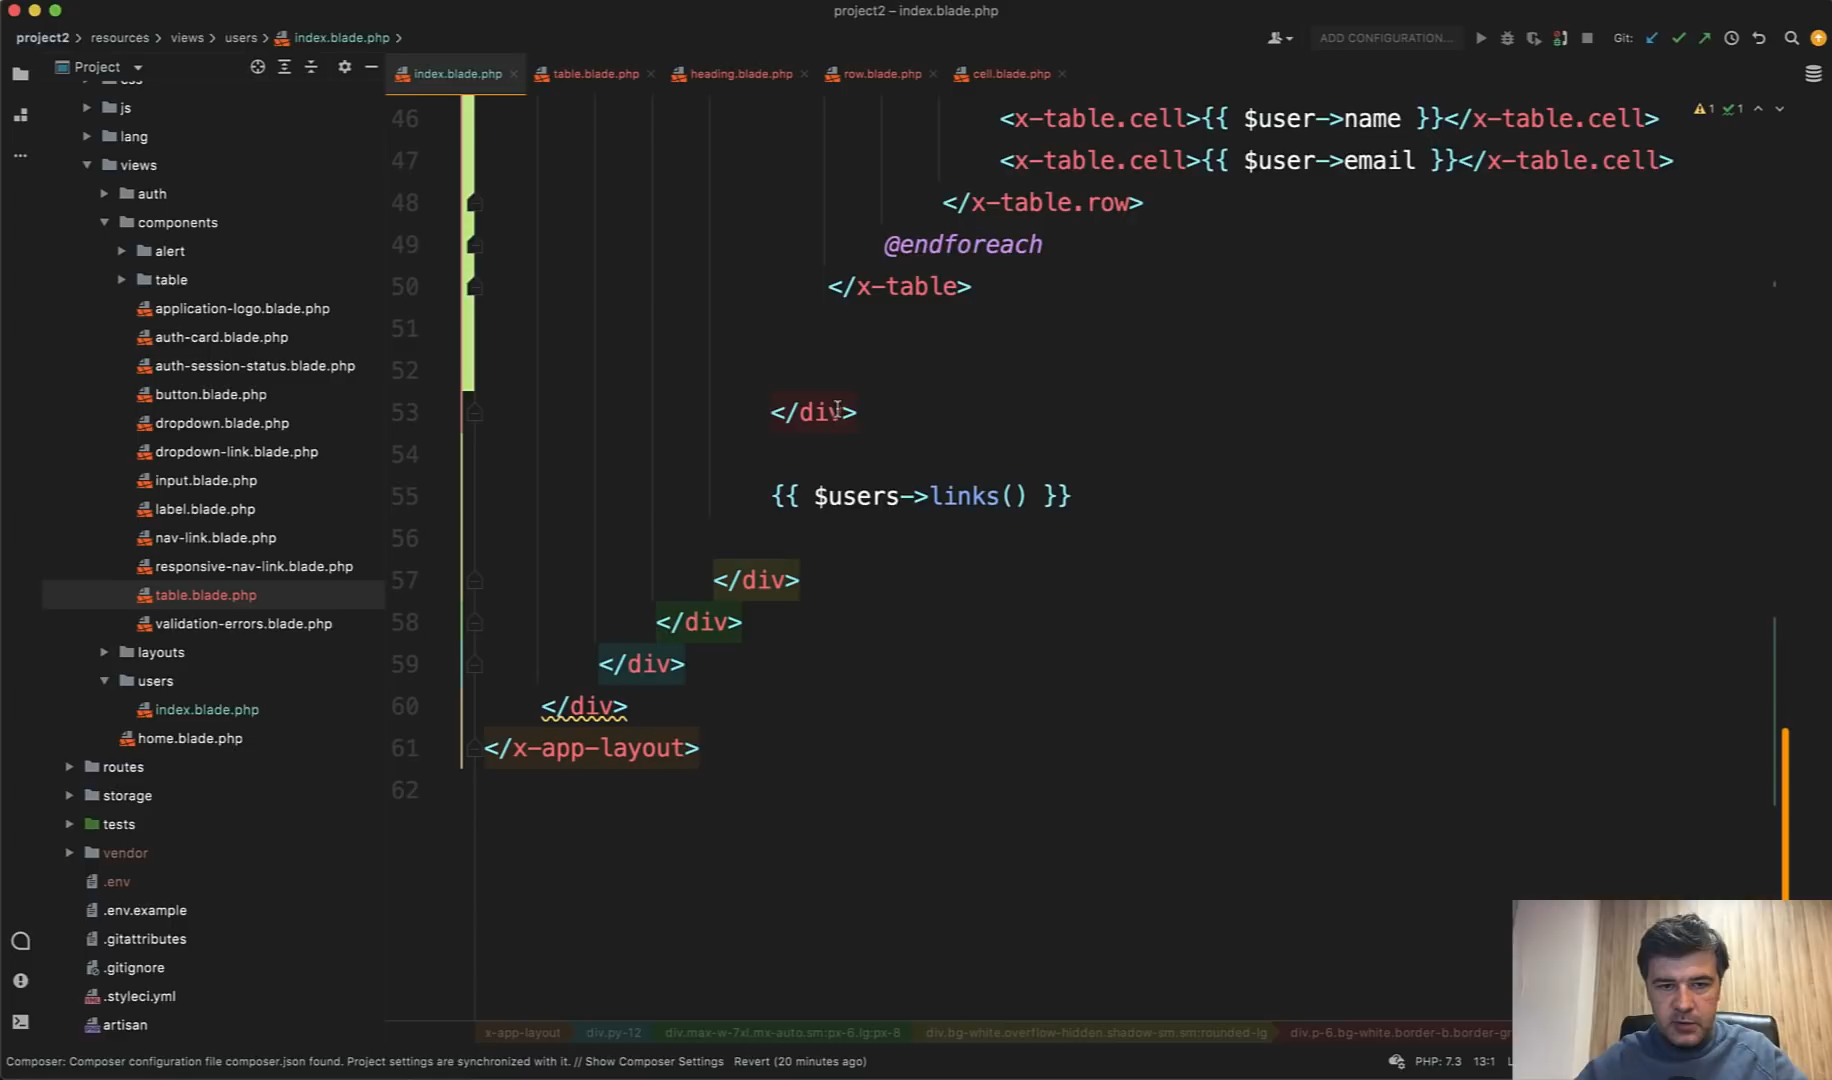 project2 – index.blade.php
project2 > resources > views > users > index.blade.php >
ADD CONFIGURATION...
Git:
Project
index.blade.php
table.blade.php
heading.blade.php
row.blade.php
cell.blade.php
js
lang
views
auth
components
alert
table
application-logo.blade.php
auth-card.blade.php
auth-session-status.blade.php
button.blade.php
dropdown.blade.php
dropdown-link.blade.php
input.blade.php
label.blade.php
nav-link.blade.php
responsive-nav-link.blade.php
table.blade.php
validation-errors.blade.php
layouts
users
index.blade.php
home.blade.php
routes
storage
tests
vendor
.env
.env.example
.gitattributes
.gitignore
.styleci.yml
artisan
46 <x-table.cell>{{ $user->name }}</x-table.cell>
47 <x-table.cell>{{ $user->email }}</x-table.cell>
48 </x-table.row>
49 @endforeach
50 </x-table>
51
52
53 </div>
54
55 {{ $users->links() }}
56
57 </div>
58 </div>
59 </div>
60 </div>
61 </x-app-layout>
62
1 1
x-app-layout div.py-12 div.max-w-7xl.mx-auto.sm:px-6.lg:px-8 div.bg-white.overflow-hidden.shadow-sm.sm:rounded-lg div.p-6.bg-white.border-b.border-gr
Composer: Composer configuration file composer.json found. Project settings are synchronized with it. // Show Composer Settings Revert (20 minutes ago)
PHP: 7.3 13:1